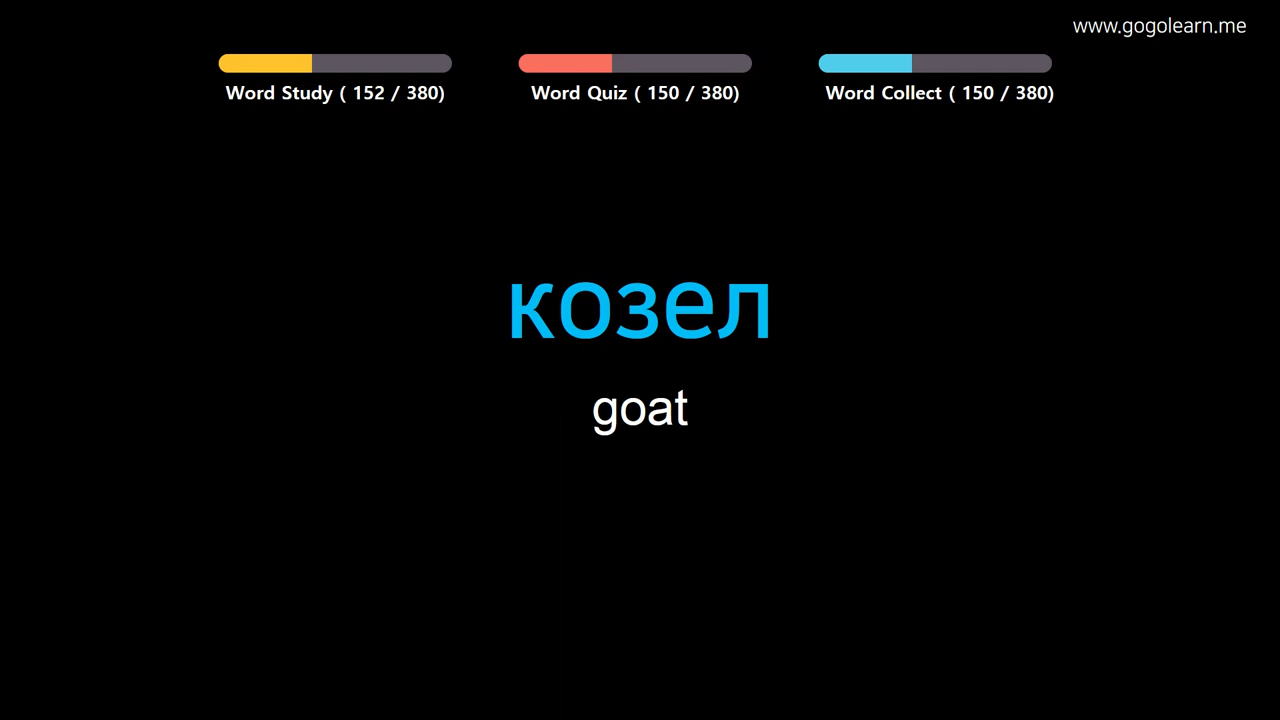 www.gogolearn.me
Word Study ( 152 / 380)
Word Quiz ( 150 / 380)
Word Collect ( 150 / 380)
козел
goat